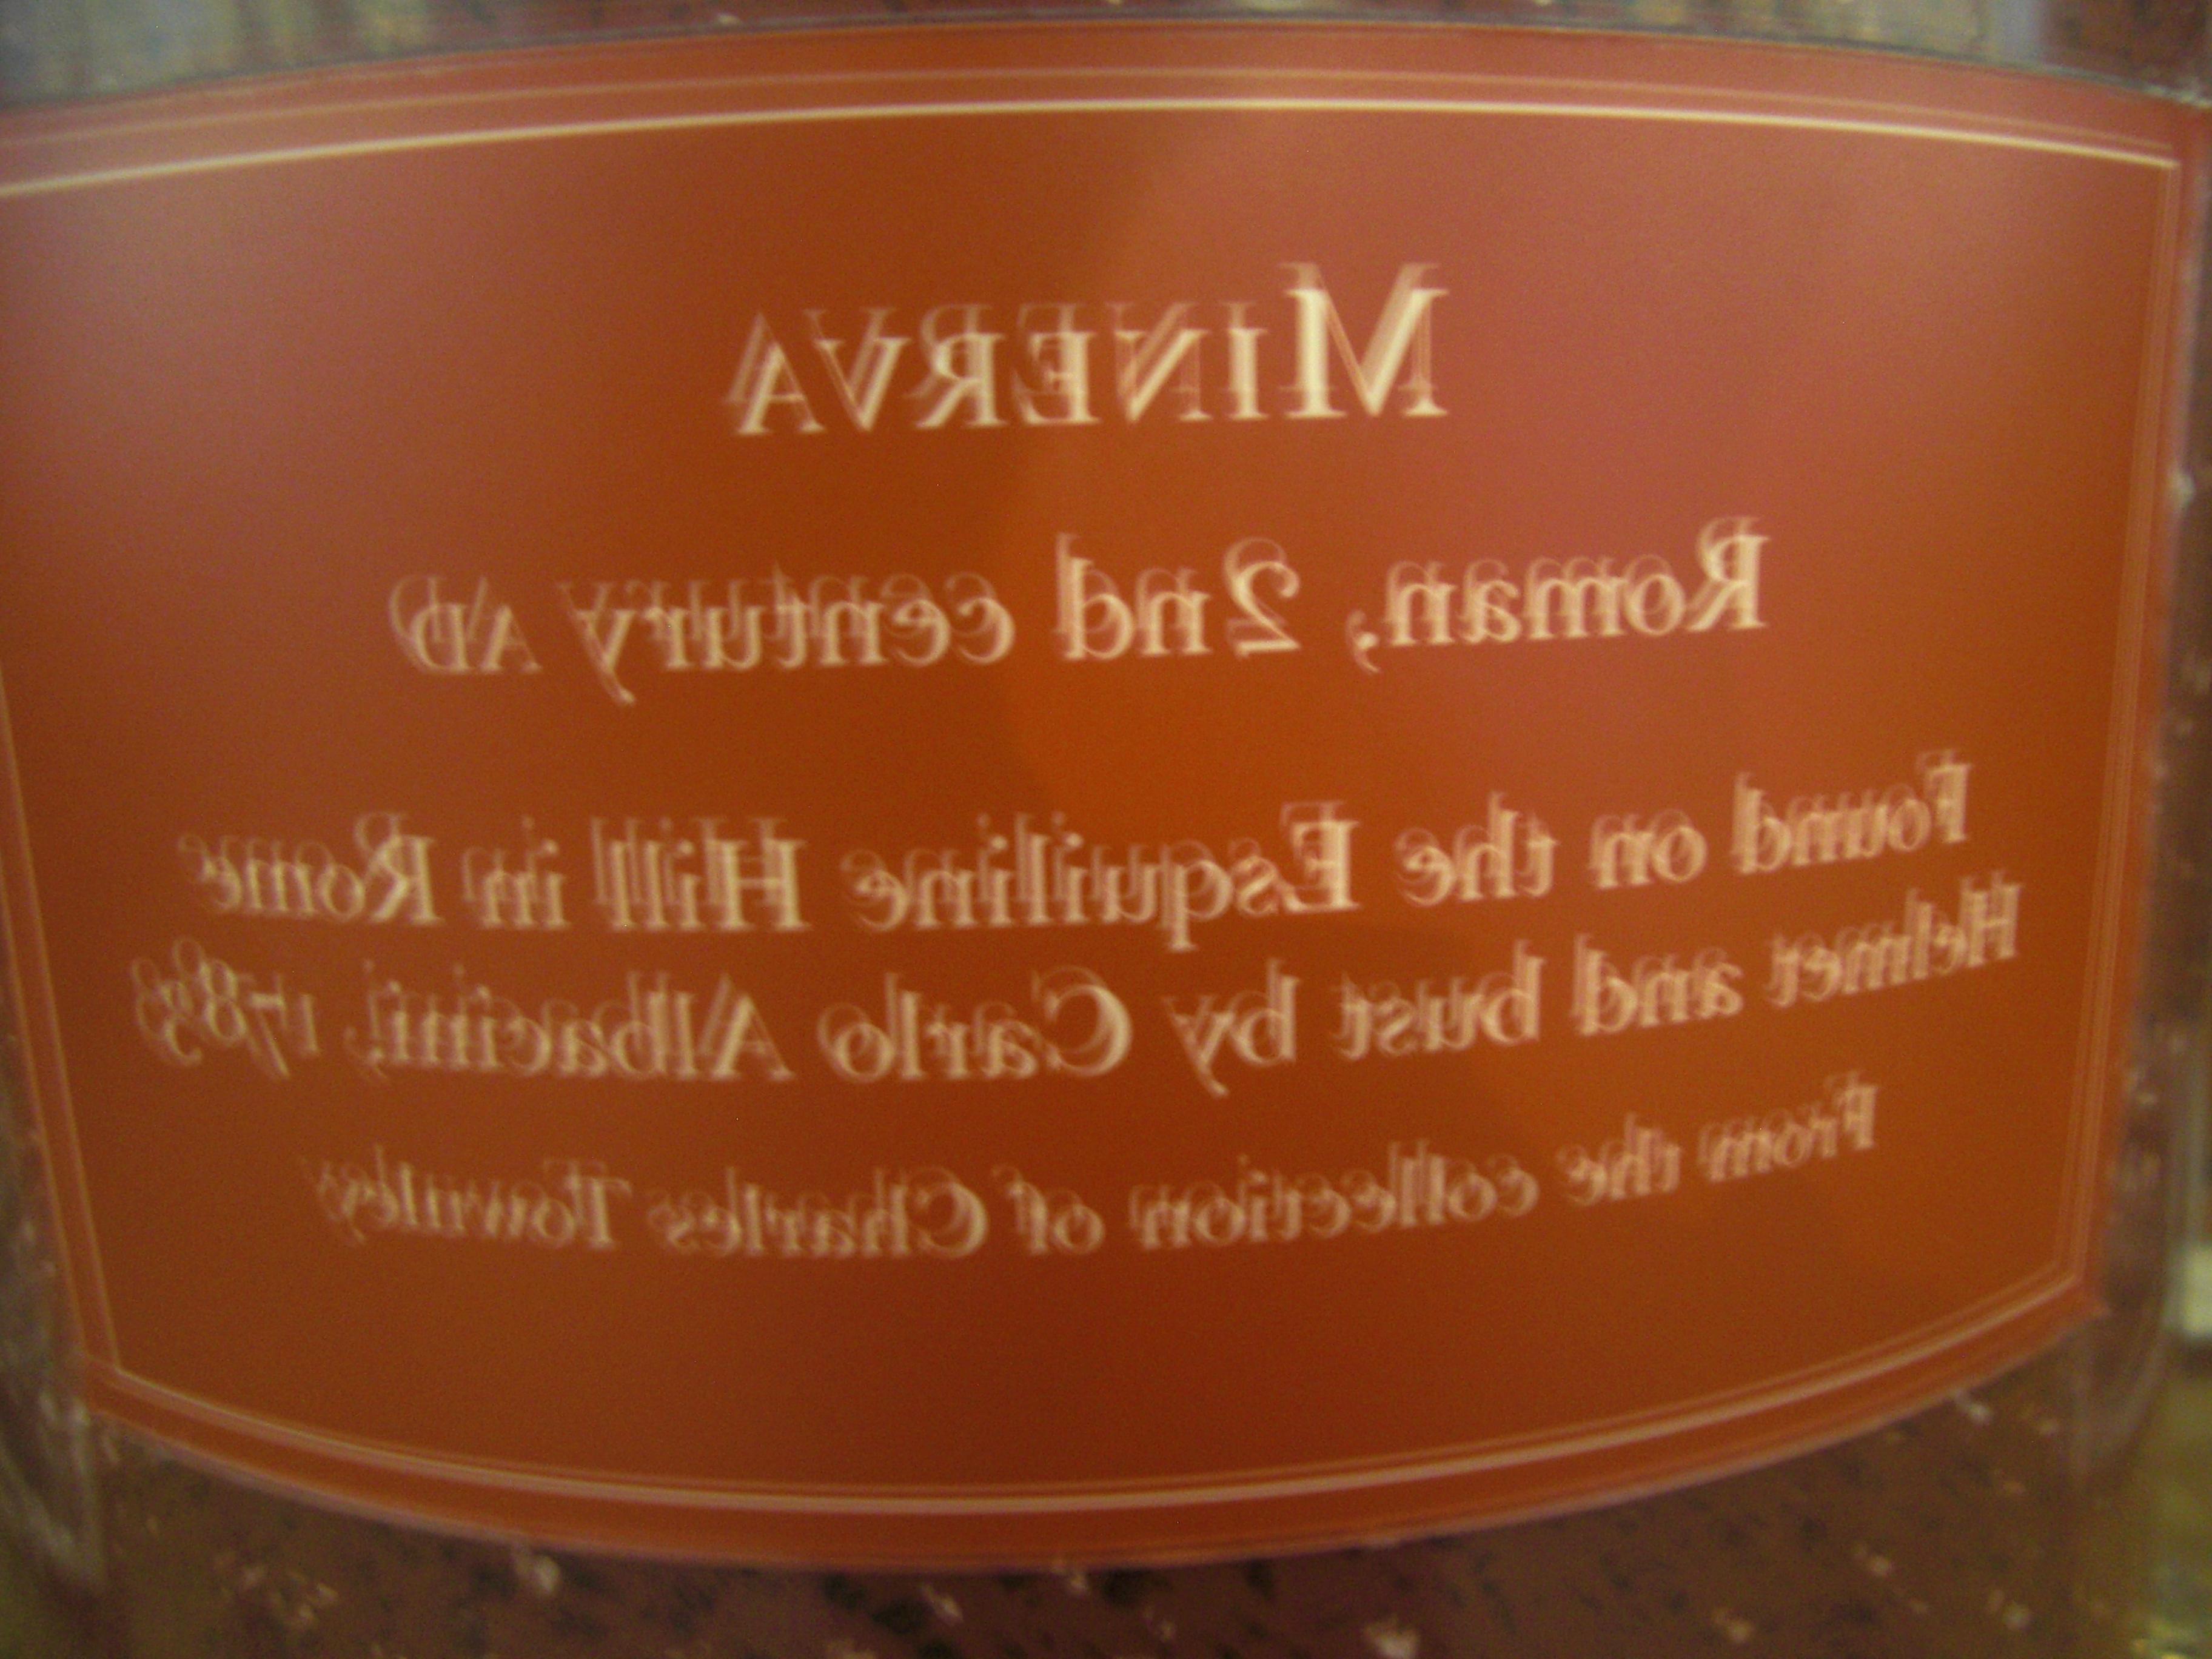 MINERVA
Roman, 2nd century AD
Found on the Esquiline Hill in Rome
Helmet and bust by Carlo Albacini, 1783
From the collection of Charles Townley